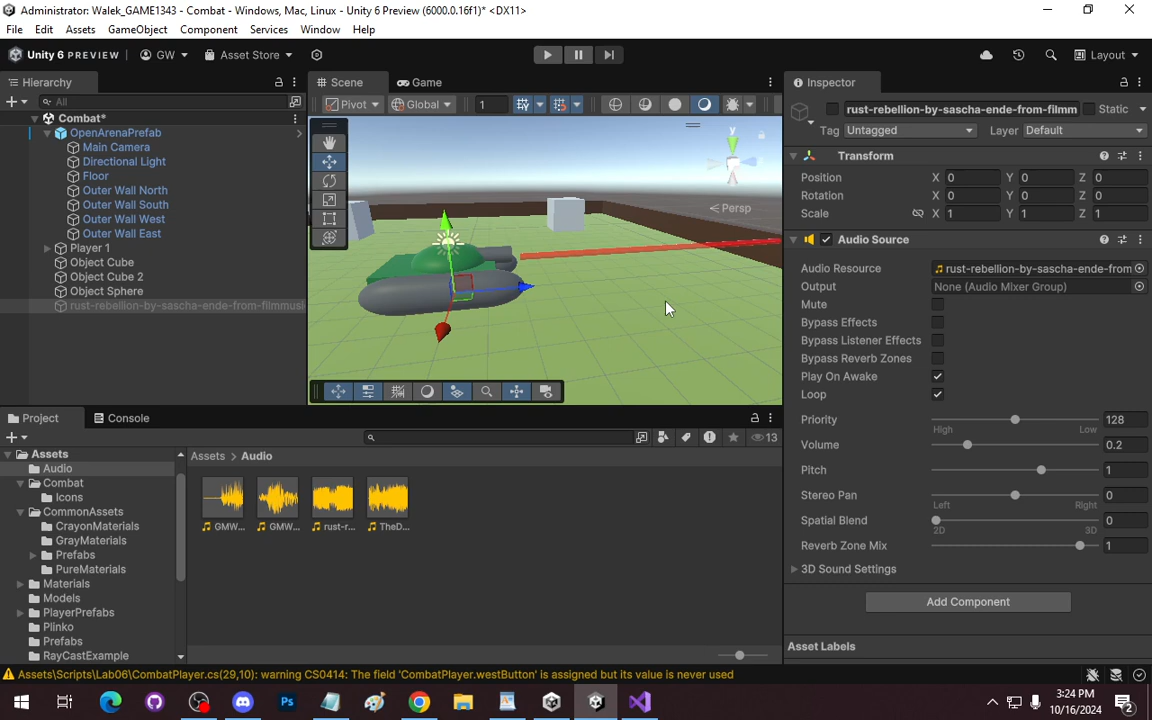 Administrator: Walek_GAME1343 - Combat - Windows, Mac, Linux - Unity 6 Preview (6000.0.16f1)* <DX11>
File Edit Assets GameObject Component Services Window Help
Unity 6 PREVIEW GW Asset Store Layout
Hierarchy Scene Game Inspector
All Pivot Global 1 rust-rebellion-by-sascha-ende-from-filmm Static
Combat* Tag Untagged Layer Default
OpenArenaPrefab
Main Camera
Directional Light
Floor
Outer Wall North
Outer Wall South
Outer Wall West
Outer Wall East
Player 1
Object Cube
Object Cube 2
Object Sphere
rust-rebellion-by-sascha-ende-from-filmmusi
y
z
Persp
Transform
Position X 0 Y 0 Z 0
Rotation X 0 Y 0 Z 0
Scale X 1 Y 1 Z 1
Audio Source
Audio Resource rust-rebellion-by-sascha-ende-from
Output None (Audio Mixer Group)
Mute
Bypass Effects
Bypass Listener Effects
Bypass Reverb Zones
Play On Awake
Loop
Priority 128
High Low
Volume 0.2
Pitch 1
Stereo Pan 0
Left Right
Spatial Blend 0
2D 3D
Reverb Zone Mix 1
3D Sound Settings
Add Component
Asset Labels
Project Console
13
Assets
Audio
Combat
Icons
CommonAssets
CrayonMaterials
GrayMaterials
Prefabs
PureMaterials
Materials
Models
PlayerPrefabs
Plinko
Prefabs
RayCastExample
Assets > Audio
GMW... GMW... rust-r... TheD...
Assets\Scripts\Lab06\CombatPlayer.cs(29,10): warning CS0414: The field 'CombatPlayer.westButton' is assigned but its value is never used
Ps
3:24 PM
10/16/2024
2